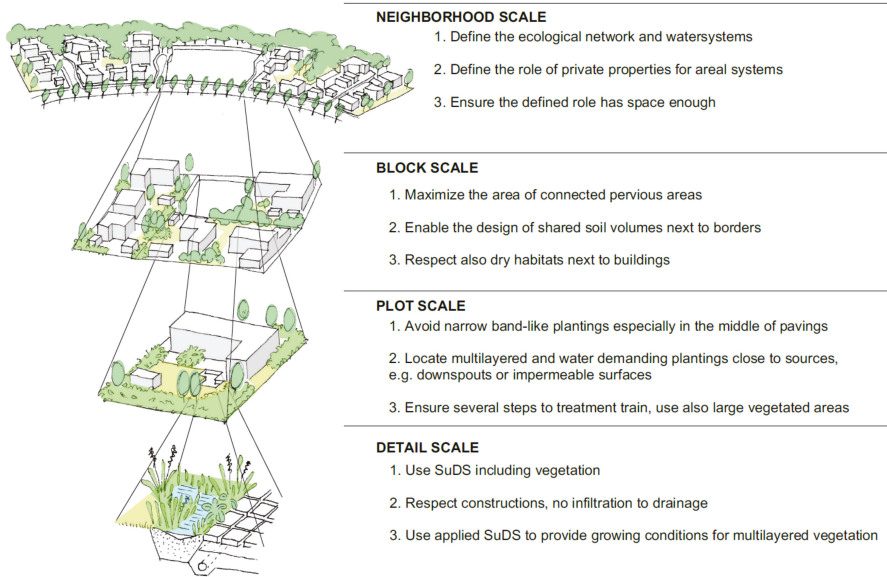 NEIGHBORHOOD SCALE
1. Define the ecological network and watersystems
2. Define the role of private properties for areal systems
3. Ensure the defined role has space enough
BLOCK SCALE
1. Maximize the area of connected pervious areas
2. Enable the design of shared soil volumes next to borders
3. Respect also dry habitats next to buildings
PLOT SCALE
1. Avoid narrow band-like plantings especially in the middle of pavings
2. Locate multilayered and water demanding plantings close to sources,
e.g. downspouts or impermeable surfaces
3. Ensure several steps to treatment train, use also large vegetated areas
DETAIL SCALE
1. Use SuDS including vegetation
2. Respect constructions, no infiltration to drainage
3. Use applied SuDS to provide growing conditions for multilayered vegetation